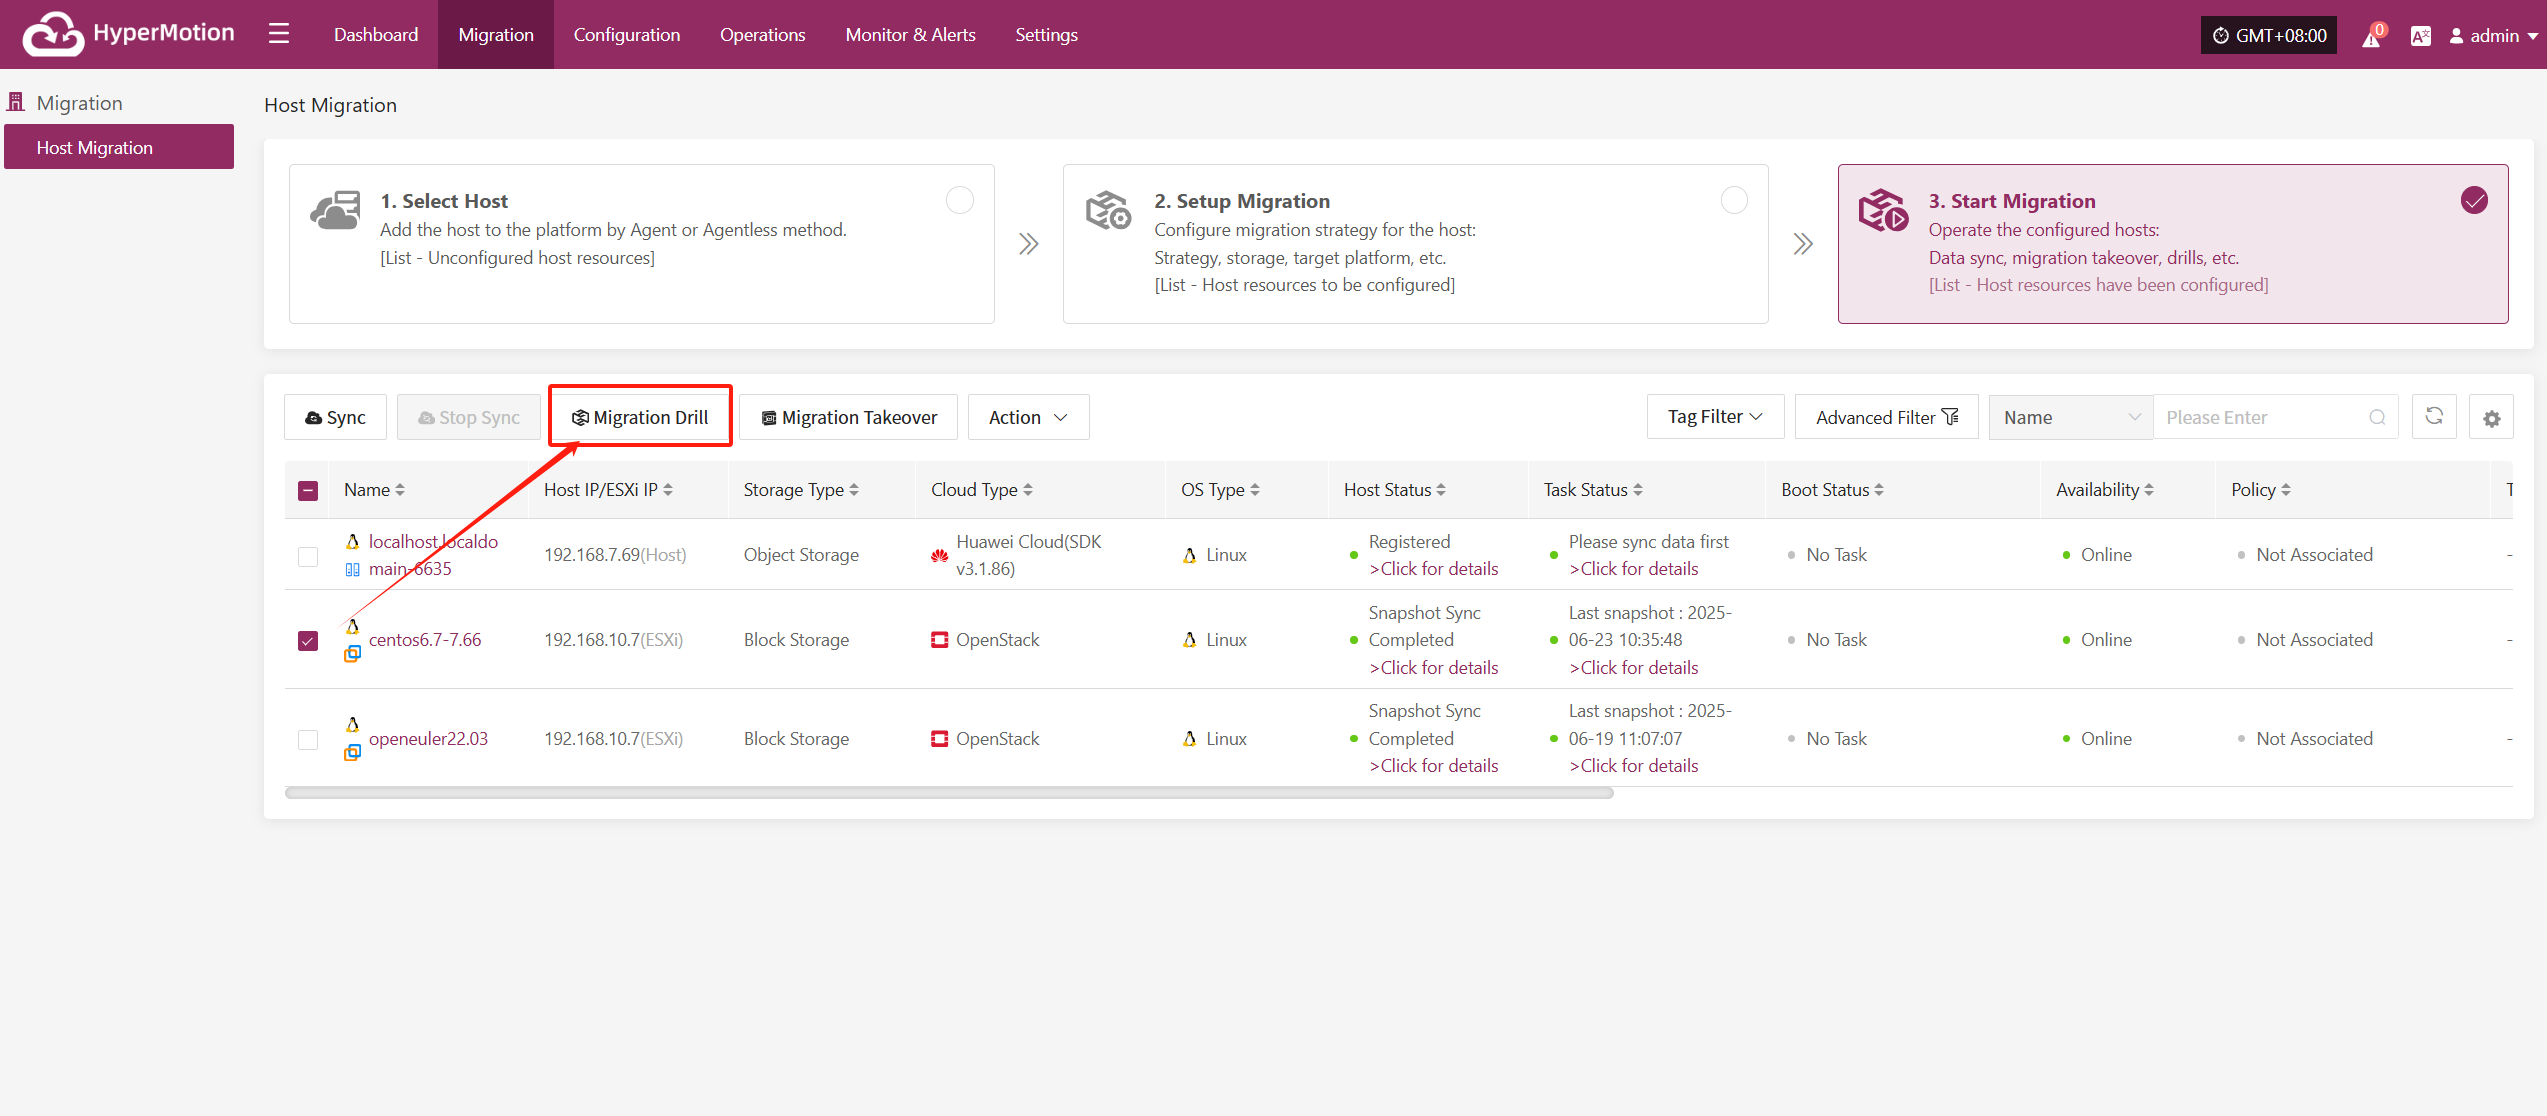 HyperMotion
Dashboard
Migration
Configuration
Operations
Monitor & Alerts
Settings
GMT+08:00
0
admin
Migration
Host Migration
Host Migration
1. Select Host
Add the host to the platform by Agent or Agentless method.
[List - Unconfigured host resources]
2. Setup Migration
Configure migration strategy for the host:
Strategy, storage, target platform, etc.
[List - Host resources to be configured]
3. Start Migration
Operate the configured hosts:
Data sync, migration takeover, drills, etc.
[List - Host resources have been configured]
Sync
Stop Sync
Migration Drill
Migration Takeover
Action
Tag Filter
Advanced Filter
Name
Please Enter
Name
Host IP/ESXi IP
Storage Type
Cloud Type
OS Type
Host Status
Task Status
Boot Status
Availability
Policy
T
localhost.localdo
main-6635
192.168.7.69(Host)
Object Storage
Huawei Cloud(SDK
v3.1.86)
Linux
Registered
>Click for details
Please sync data first
>Click for details
No Task
Online
Not Associated
-
centos6.7-7.66
192.168.10.7(ESXi)
Block Storage
OpenStack
Linux
Snapshot Sync
Completed
>Click for details
Last snapshot : 2025-
06-23 10:35:48
>Click for details
No Task
Online
Not Associated
-
openeuler22.03
192.168.10.7(ESXi)
Block Storage
OpenStack
Linux
Snapshot Sync
Completed
>Click for details
Last snapshot : 2025-
06-19 11:07:07
>Click for details
No Task
Online
Not Associated
-